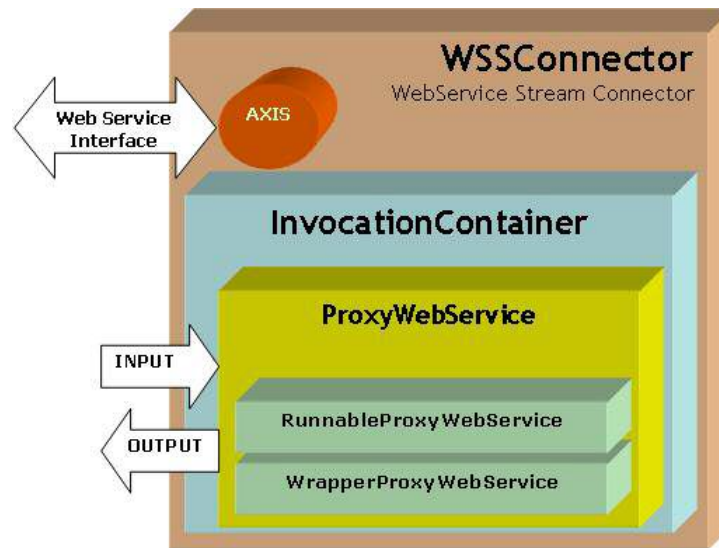 WSSConnector
WebService Stream Connector
AXIS
Web Service
Interface
InvocationContainer
ProxyWebService
INPUT
RunnableProxyWebService
OUTPUT
WrapperProxyWebService